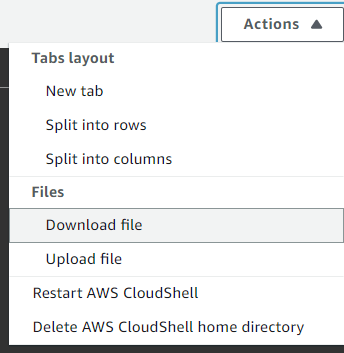 Actions
Tabs layout
New tab
Split into rows
Split into columns
Files
Download file
Upload file
Restart AWS CloudShell
Delete AWS CloudShell home directory